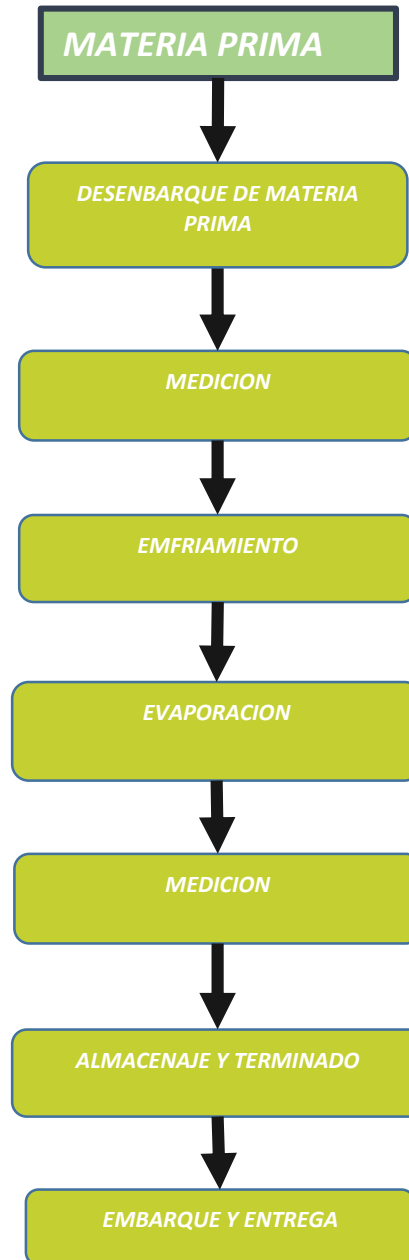 MATERIA PRIMA
DESENBARQUE DE MATERIA
PRIMA
MEDICION
EMFRIAMIENTO
EVAPORACION
MEDICION
ALMACENAJE Y TERMINADO
EMBARQUE Y ENTREGA